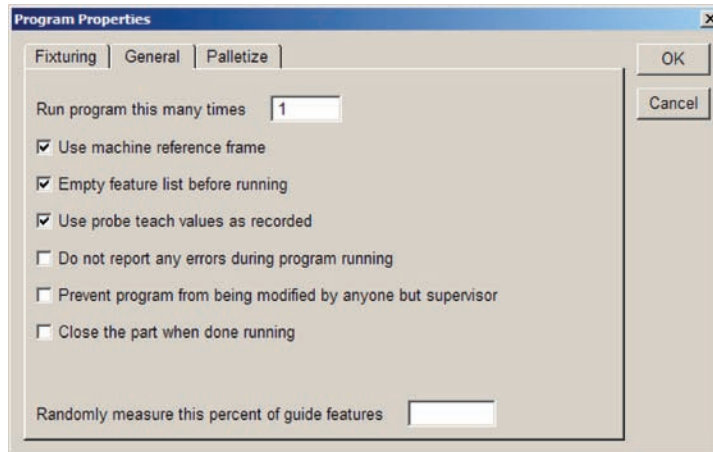 Program Properties
Fixturing General Palletize
OK
Run program this many times 1
Cancel
Use machine reference frame
Empty feature list before running
Use probe teach values as recorded
Do not report any errors during program running
Prevent program from being modified by anyone but supervisor
Close the part when done running
Randomly measure this percent of guide features